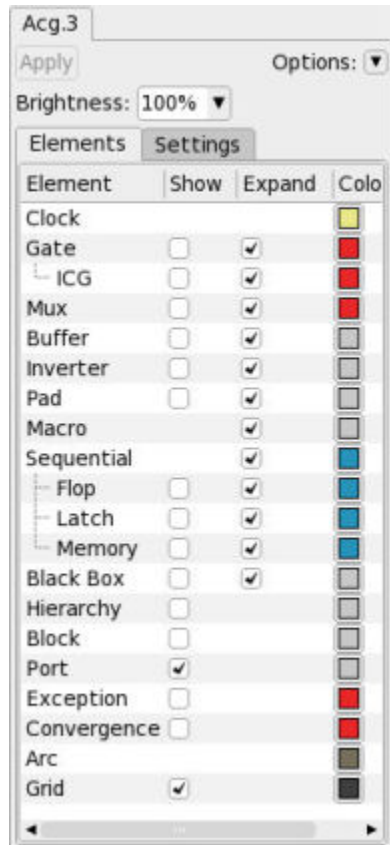 Acg.3
Apply Options:
Brightness: 100%
Elements Settings
Element Show Expand Colo
Clock
Gate
ICG
Mux
Buffer
Inverter
Pad
Macro
Sequential
Flop
Latch
Memory
Black Box
Hierarchy
Block
Port
Exception
Convergence
Arc
Grid